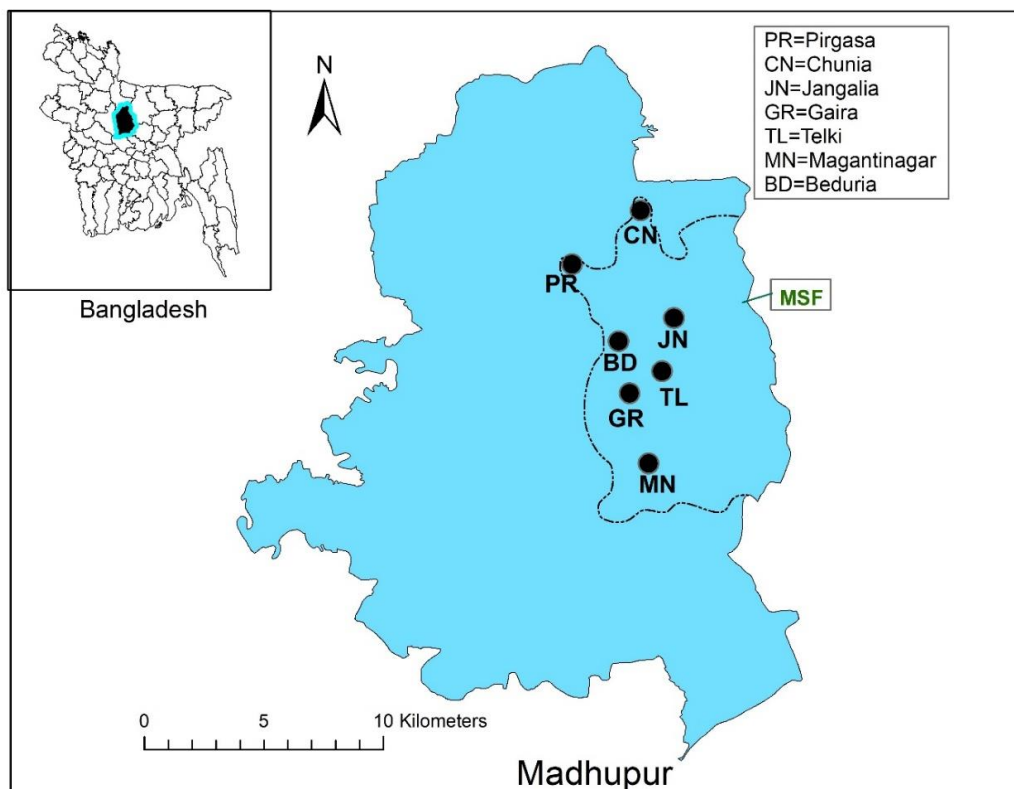 PR=Pirgasa
CN=Chunia
JN=Jangalia
GR=Gaira
TL=Telki
MN=Magantinagar
BD=Beduria
N
Bangladesh
CN
PR
MSF
JN
BD
TL
GR
MN
0 5 10 Kilometers
Madhupur